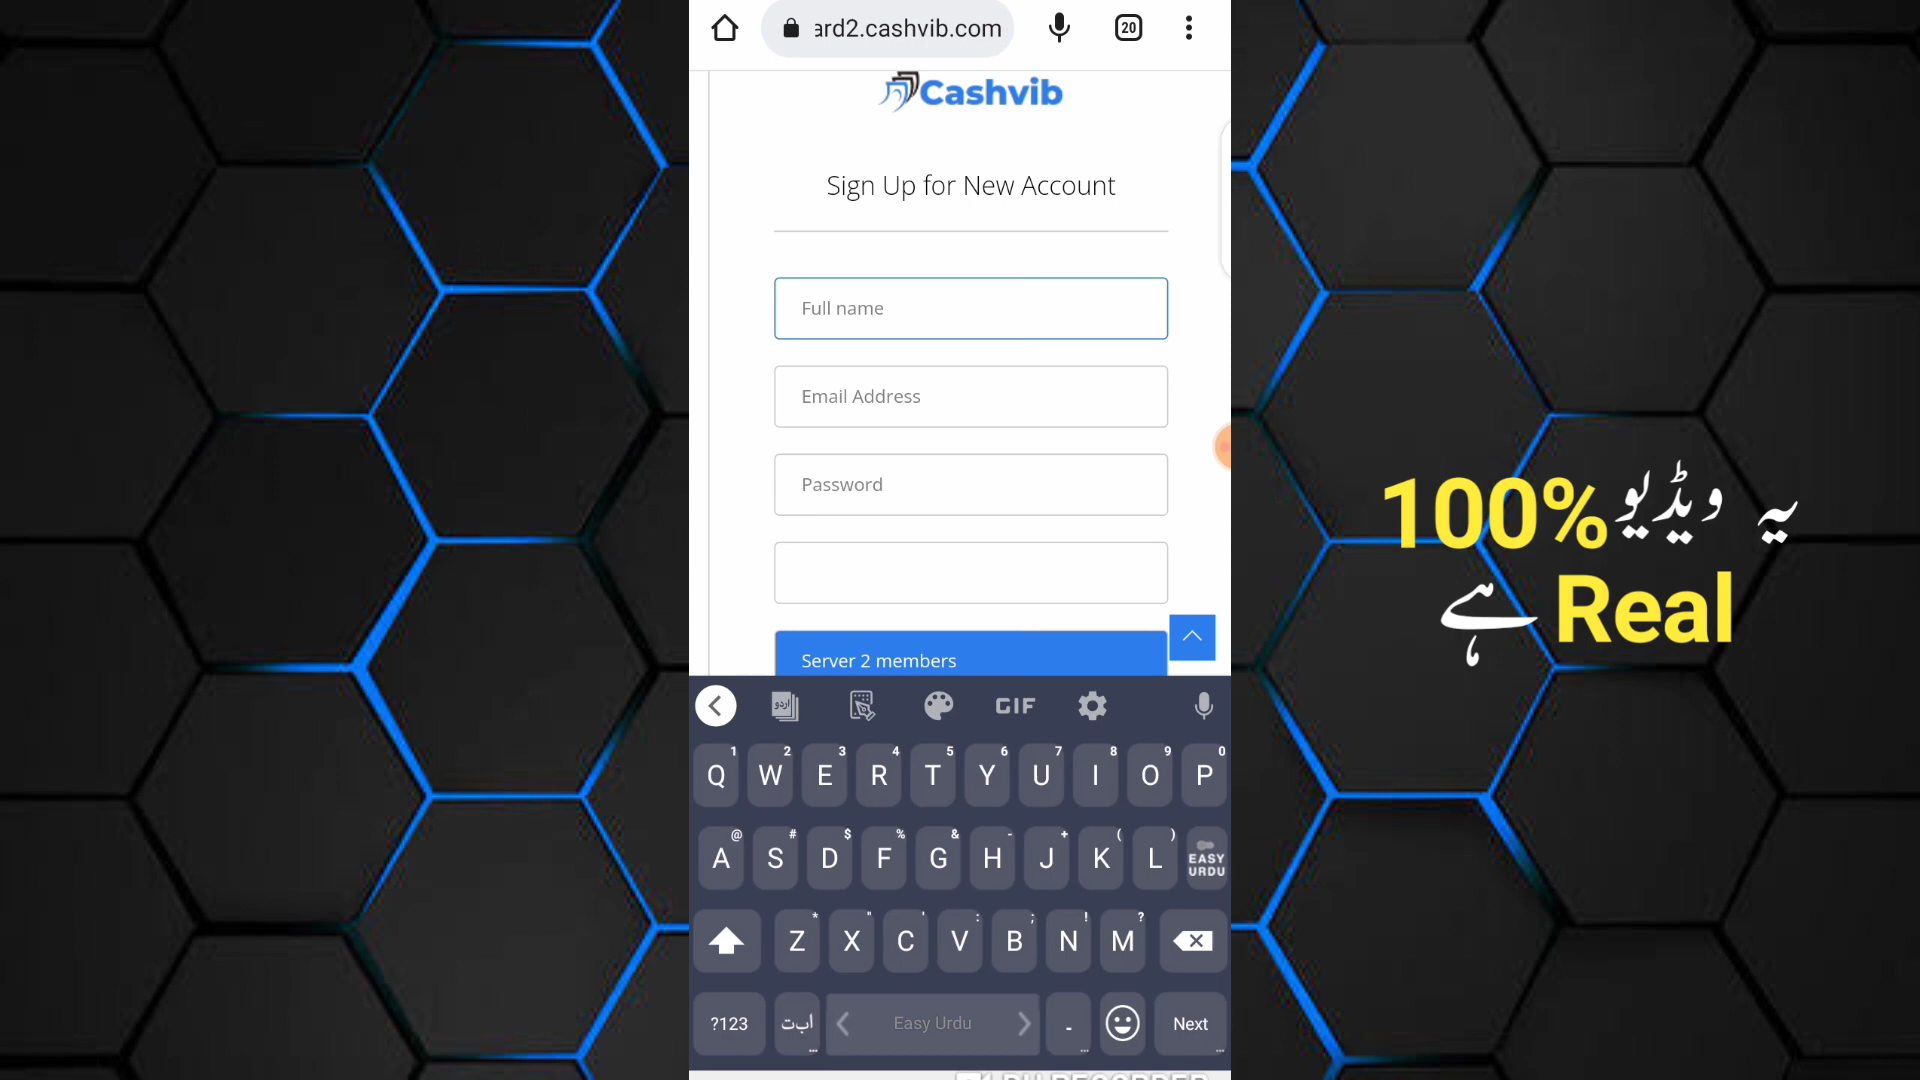 ard2.cashvib.com
20
Cashvib
Sign Up for New Account
Full name
Email Address
Password
Server 2 members
یہ ویڈیو 100%
Real ہے
اردو
GIF
1 2 3 4 5 6 7 8 9 0
Q W E R T Y U I O P
@ # $ % & - + ( )
A S D F G H J K L EASY URDU
* " ' : ; ! ?
Z X C V B N M
?123 اب ت Easy Urdu - Next